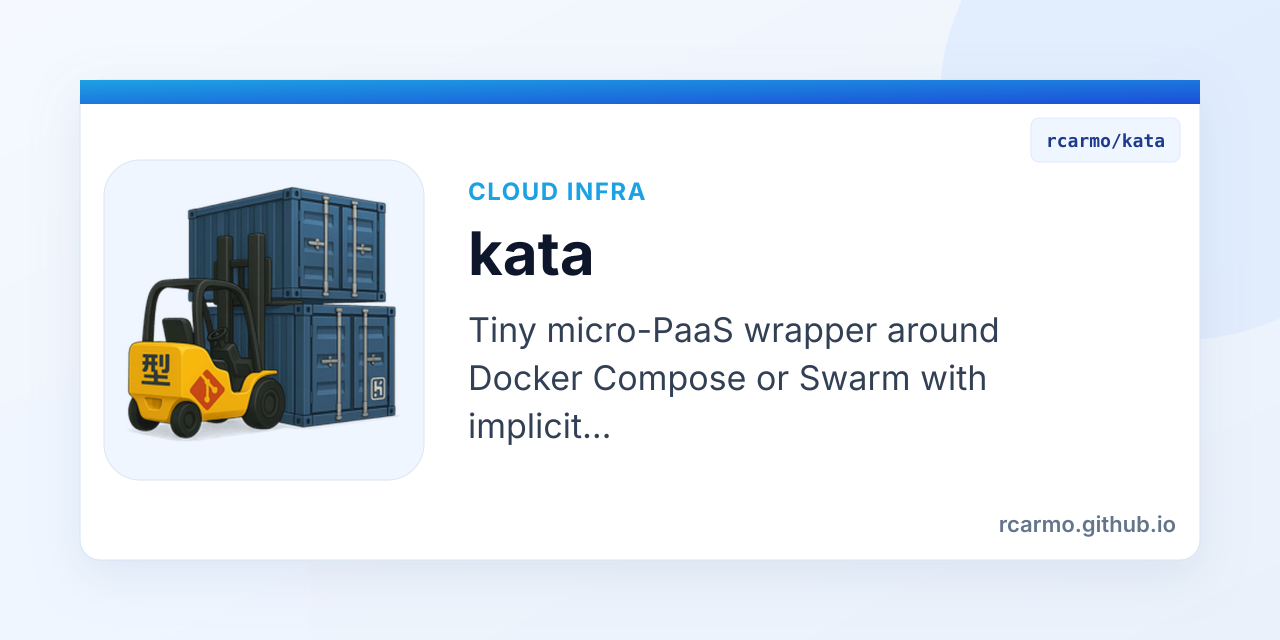 rcarmo/kata
CLOUD INFRA
kata
Tiny micro-PaaS wrapper around
Docker Compose or Swarm with
implicit...
型
rcarmo.github.io